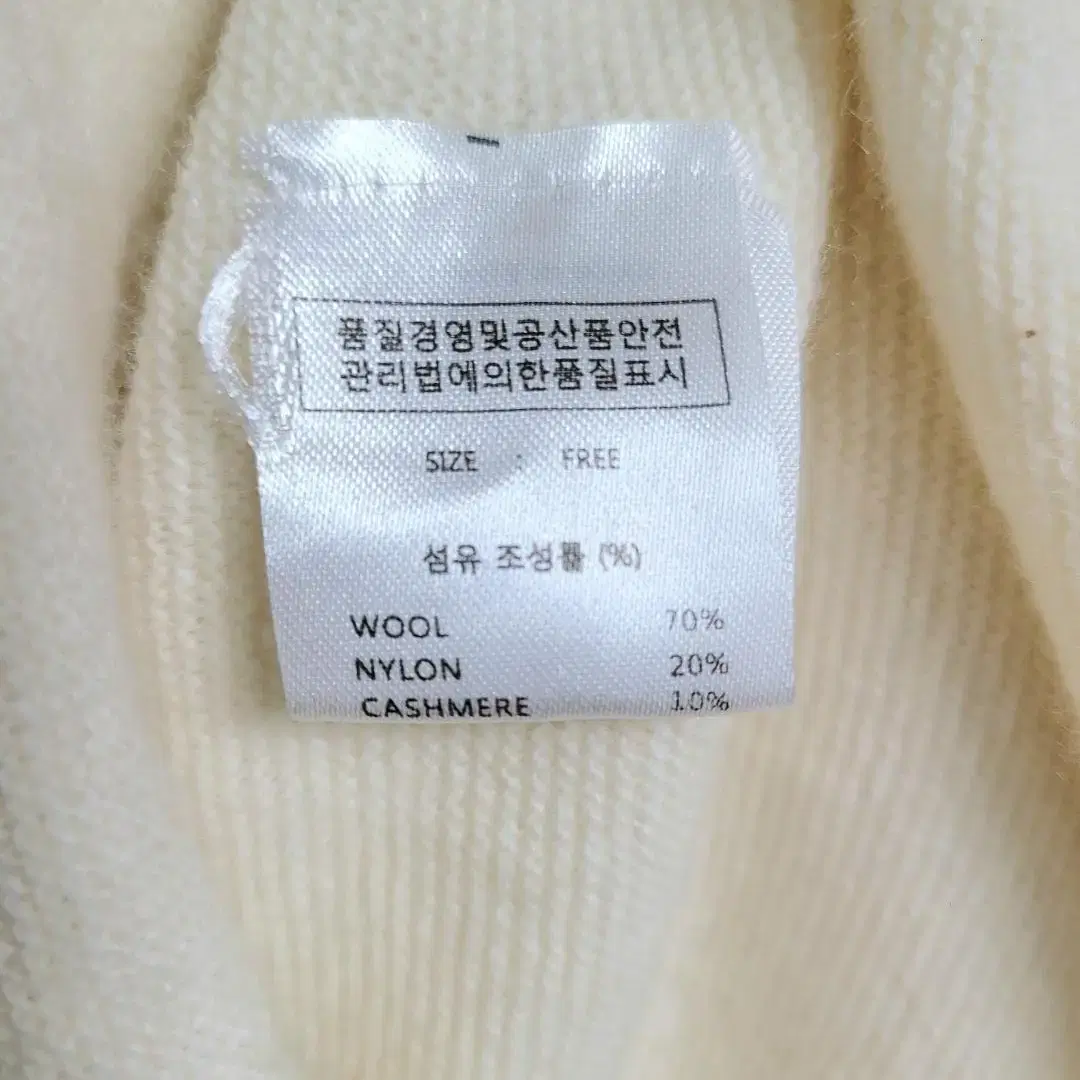 품질경영및공산품안전
관리법에의한품질표시
SIZE : FREE
섬유 조성률 (%)
WOOL 70%
NYLON 20%
CASHMERE 10%